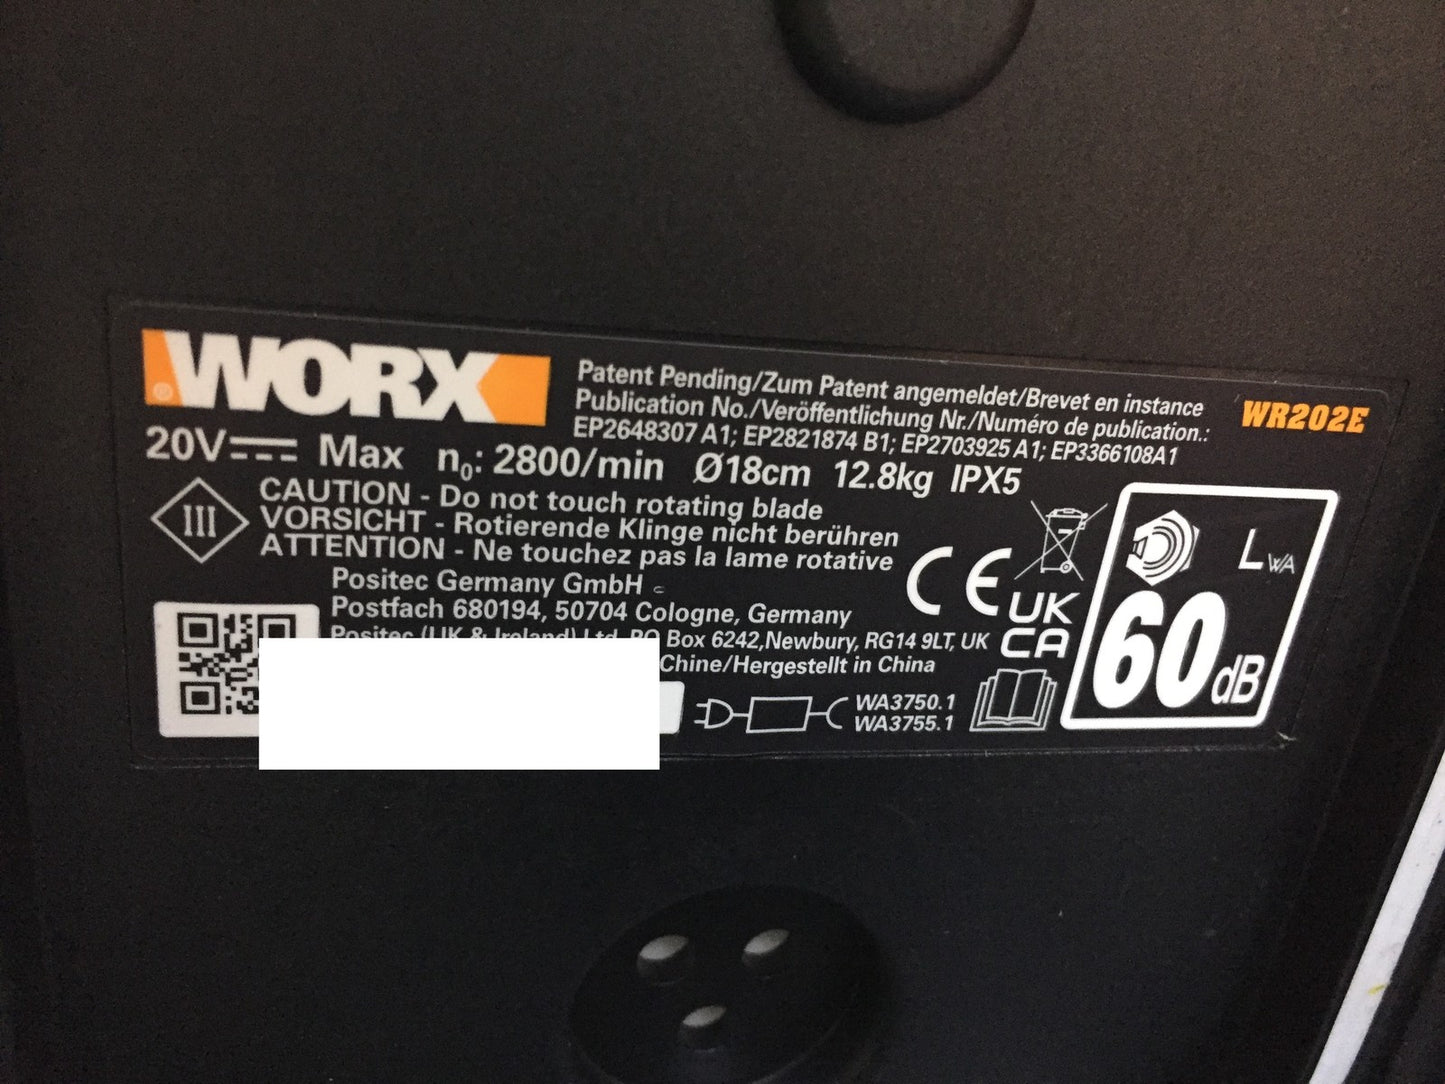 WORX
®
Patent Pending/Zum Patent angemeldet/Brevet en instance
Publication No./Veröffentlichung Nr./Numéro de publication.:
EP2648307 A1; EP2821874 B1; EP2703925 A1; EP3366108A1
WR202E
20V Max n0: 2800/min Ø18cm 12.8kg IPX5
III
CAUTION - Do not touch rotating blade
VORSICHT - Rotierende Klinge nicht berühren
ATTENTION - Ne touchez pas la lame rotative
Positec Germany GmbH
Postfach 680194, 50704 Cologne, Germany
Positec (UK & Ireland) Ltd. PO Box 6242,Newbury, RG14 9LT, UK
Chine/Hergestellt in China
WA3750.1
WA3755.1
CE
UK
CA
LWA
60dB